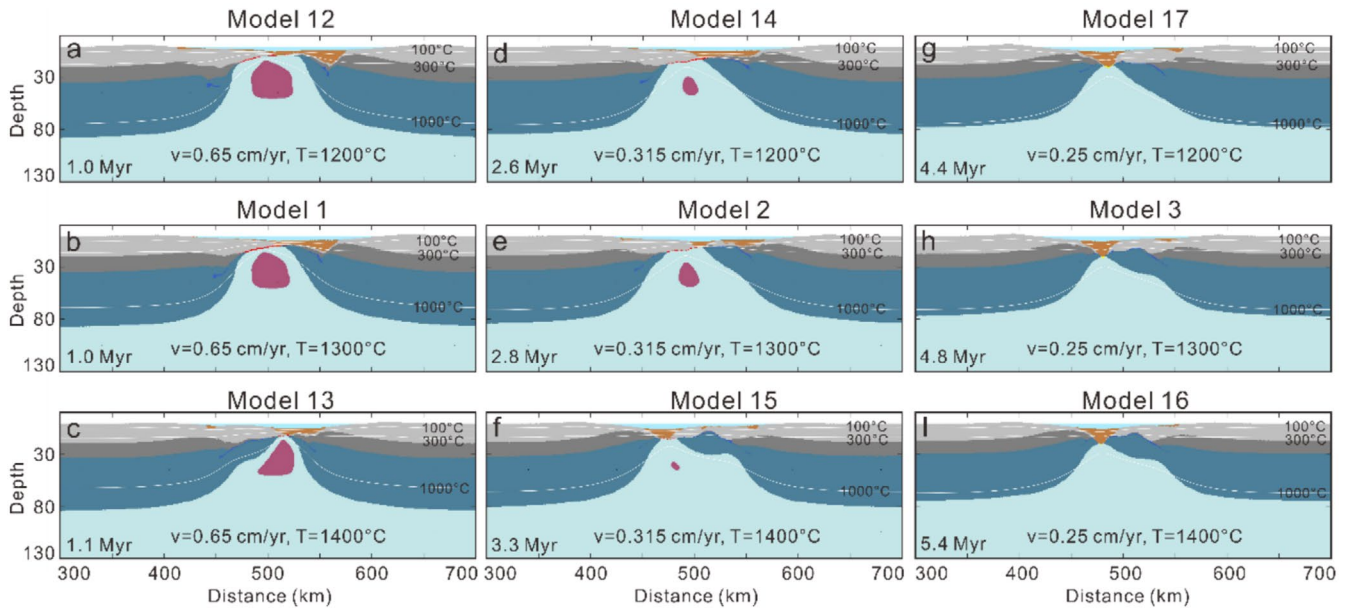 Model 12
Model 14
Model 17
a
100°C
300°C
1000°C
30
80
130
Depth
1.0 Myr
v=0.65 cm/yr, T=1200°C
d
100°C
300°C
1000°C
2.6 Myr
v=0.315 cm/yr, T=1200°C
g
100°C
300°C
1000°C
4.4 Myr
v=0.25 cm/yr, T=1200°C
Model 1
Model 2
Model 3
b
100°C
300°C
1000°C
30
80
130
Depth
1.0 Myr
v=0.65 cm/yr, T=1300°C
e
100°C
300°C
1000°C
2.8 Myr
v=0.315 cm/yr, T=1300°C
h
100°C
300°C
1000°C
4.8 Myr
v=0.25 cm/yr, T=1300°C
Model 13
Model 15
Model 16
c
100°C
300°C
1000°C
30
80
130
Depth
1.1 Myr
v=0.65 cm/yr, T=1400°C
f
100°C
300°C
1000°C
3.3 Myr
v=0.315 cm/yr, T=1400°C
I
100°C
300°C
1000°C
5.4 Myr
v=0.25 cm/yr, T=1400°C
300 400 500 600 700
300 400 500 600 700
300 400 500 600 700
Distance (km)
Distance (km)
Distance (km)